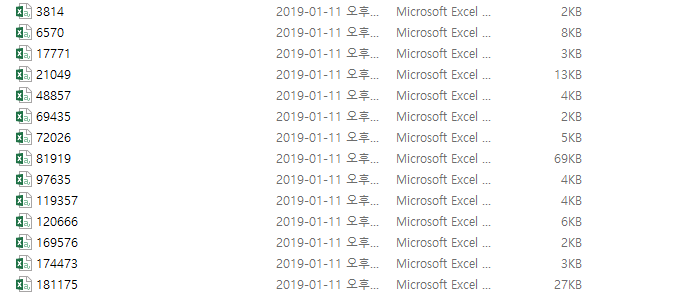 3814 2019-01-11 오후... Microsoft Excel ... 2KB
6570 2019-01-11 오후... Microsoft Excel ... 8KB
17771 2019-01-11 오후... Microsoft Excel ... 3KB
21049 2019-01-11 오후... Microsoft Excel ... 13KB
48857 2019-01-11 오후... Microsoft Excel ... 4KB
69435 2019-01-11 오후... Microsoft Excel ... 2KB
72026 2019-01-11 오후... Microsoft Excel ... 5KB
81919 2019-01-11 오후... Microsoft Excel ... 69KB
97635 2019-01-11 오후... Microsoft Excel ... 4KB
119357 2019-01-11 오후... Microsoft Excel ... 4KB
120666 2019-01-11 오후... Microsoft Excel ... 6KB
169576 2019-01-11 오후... Microsoft Excel ... 2KB
174473 2019-01-11 오후... Microsoft Excel ... 3KB
181175 2019-01-11 오후... Microsoft Excel ... 27KB